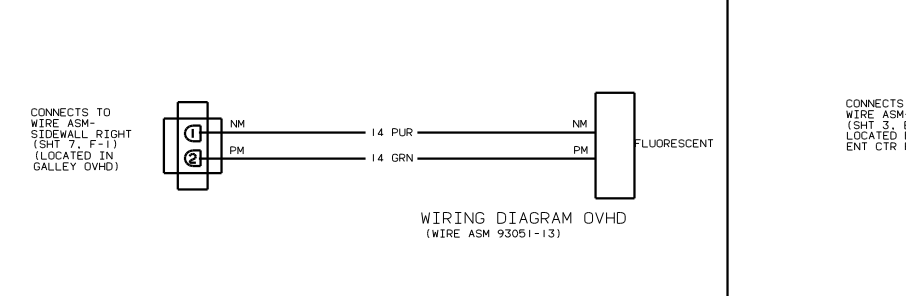 CONNECTS TO
WIRE ASM-
SIDEWALL RIGHT
(SHT 7, F-1)
(LOCATED IN
GALLEY OVHD)
1
2
NM
PM
14 PUR
14 GRN
NM
PM
FLUORESCENT
WIRING DIAGRAM OVHD
(WIRE ASM 93051-13)
CONNECTS
WIRE ASM
(SHT 3,
LOCATED
ENT CTR